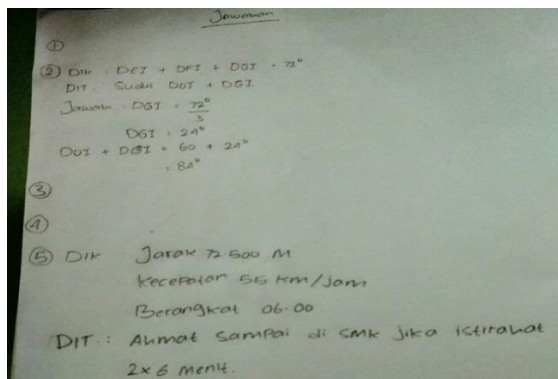 Jawaban
①
② Dik : DEI + DFI + DGI = 72°
DIT : Sudut DOI + DGI
Jawab : DGI = 72°
3
DGI = 24°
DOI + DGI = 60 + 24°
= 84°
③
④
⑤ DIK Jarak 72 500 M
Kecepatan 55 km/jam
Berangkat 06.00
DIT.: Ahmat sampai di SMK jika istirahat
2 x 6 menit.